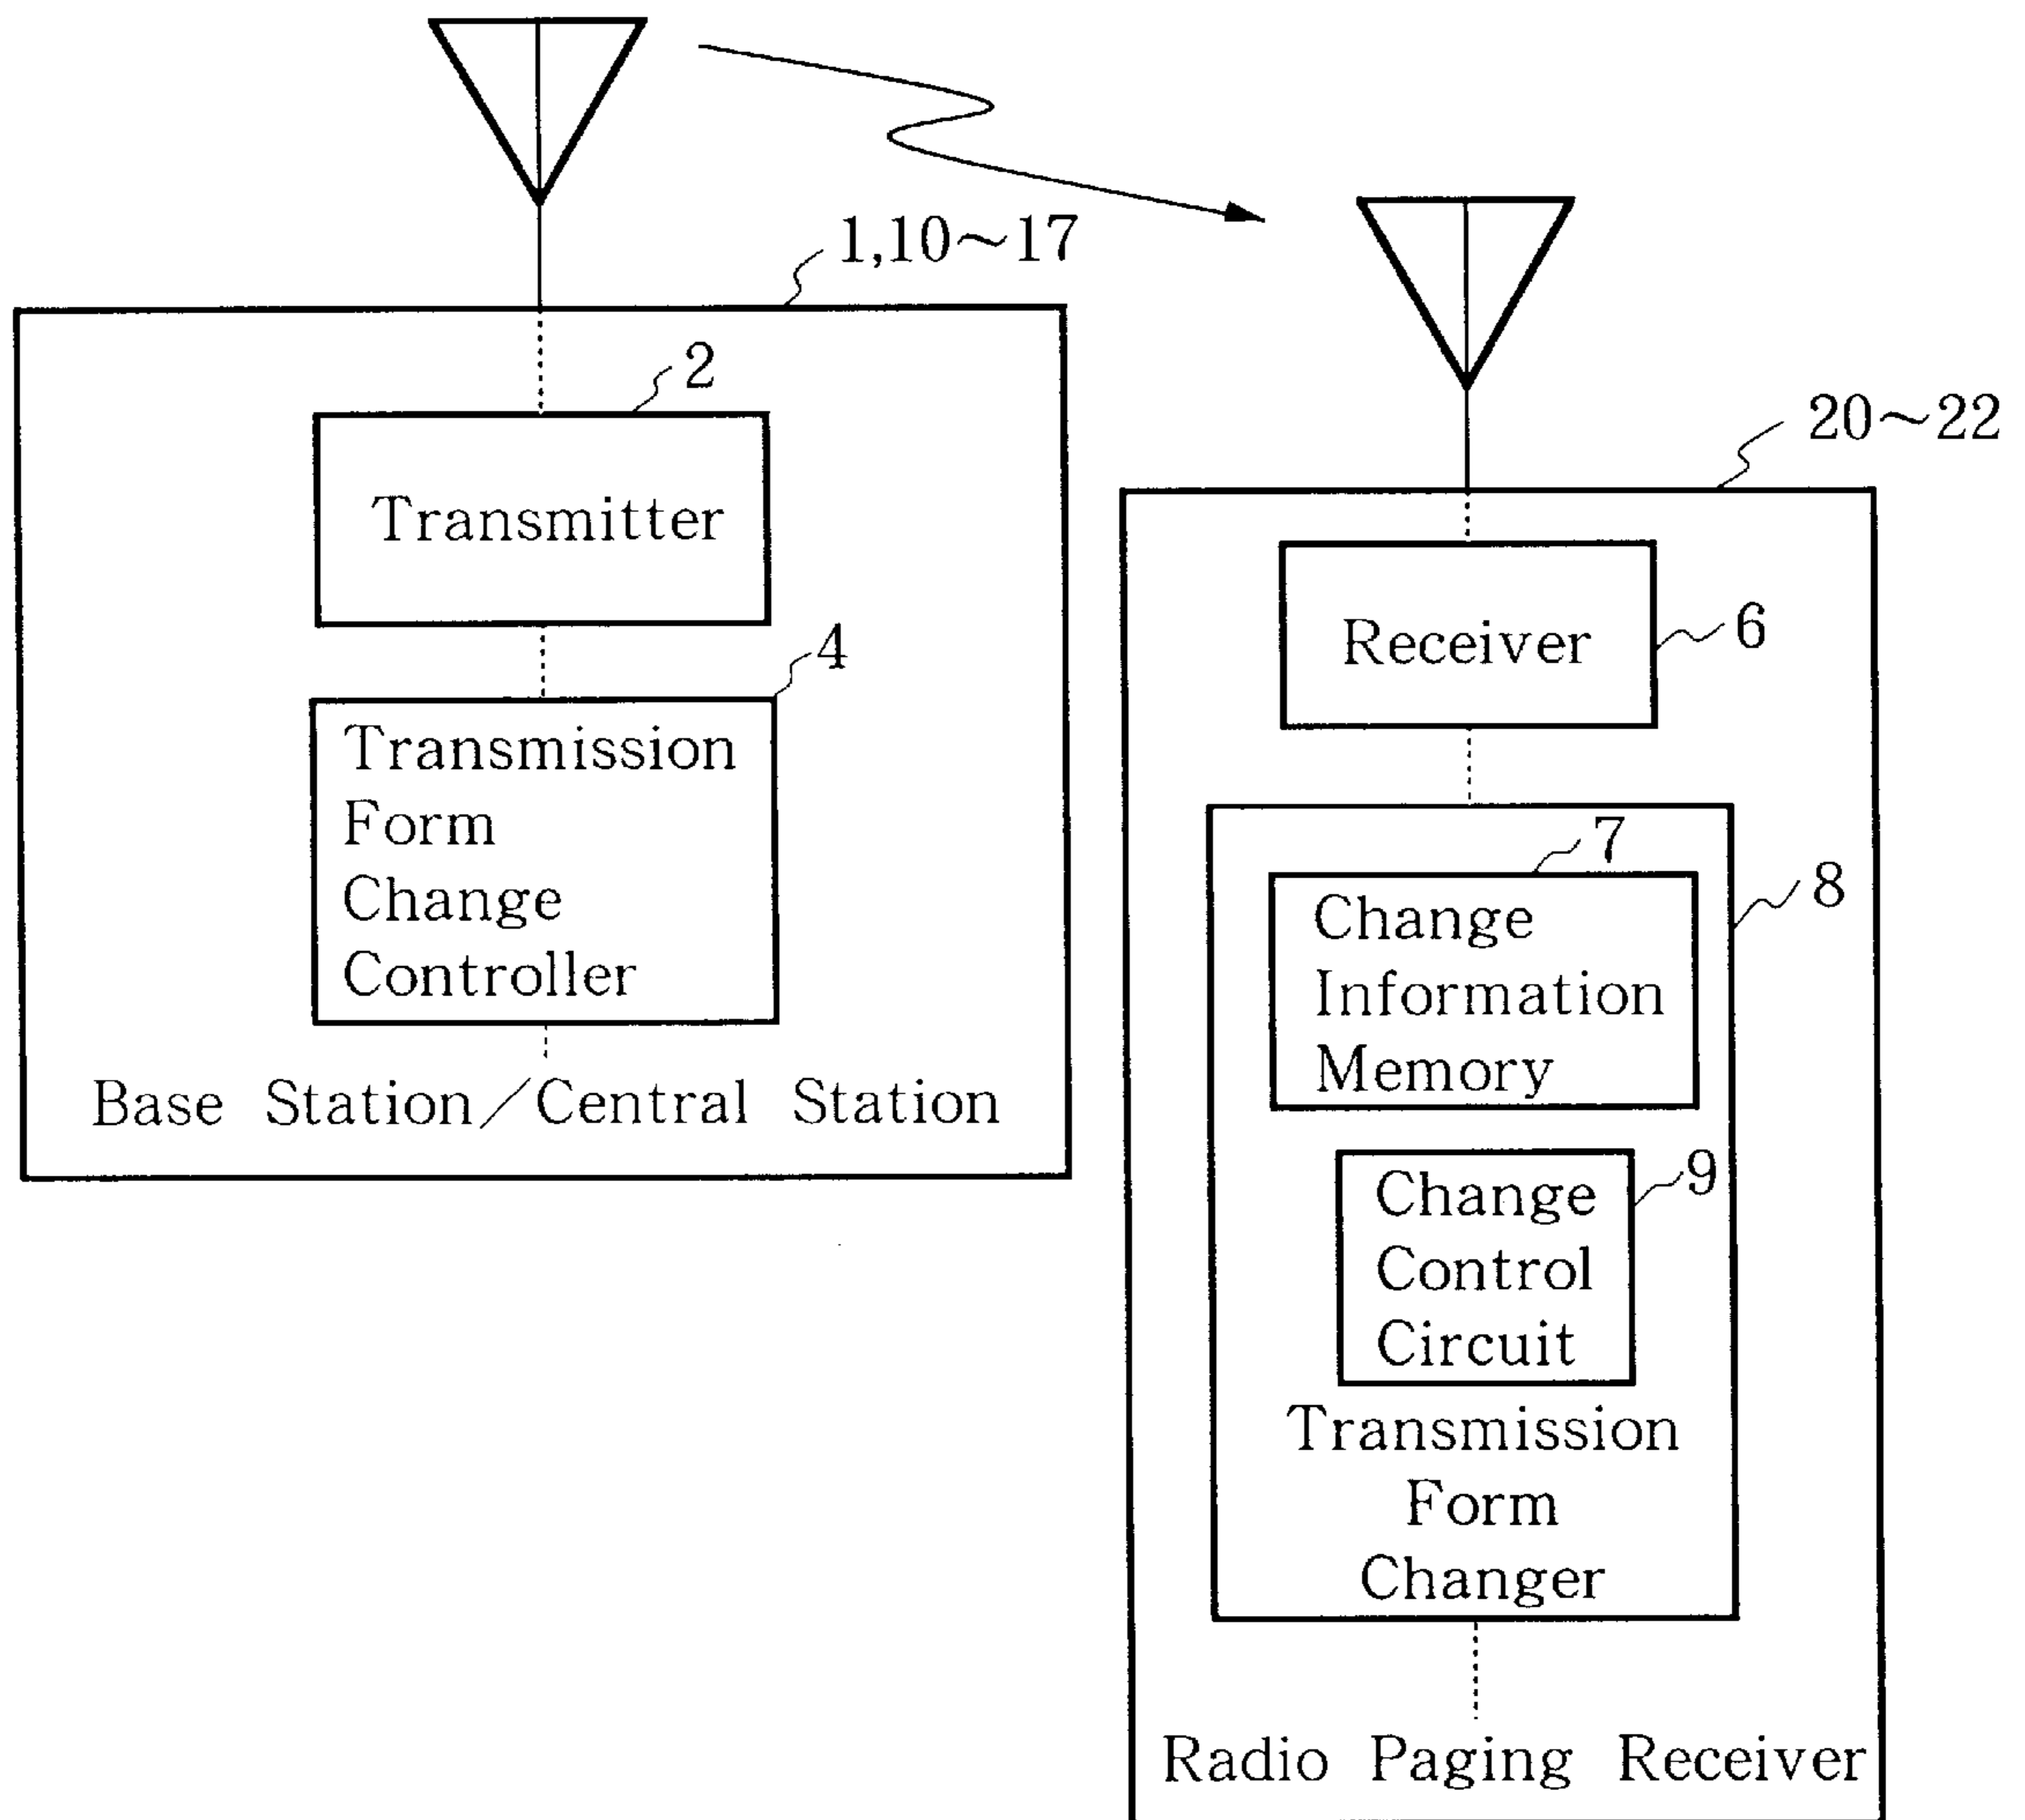 1,10~17
2
Transmitter
4
Transmission
Form
Change
Controller
Base Station/Central Station
20~22
Receiver
6
7
8
Change
Information
Memory
9
Change
Control
Circuit
Transmission
Form
Changer
Radio Paging Receiver